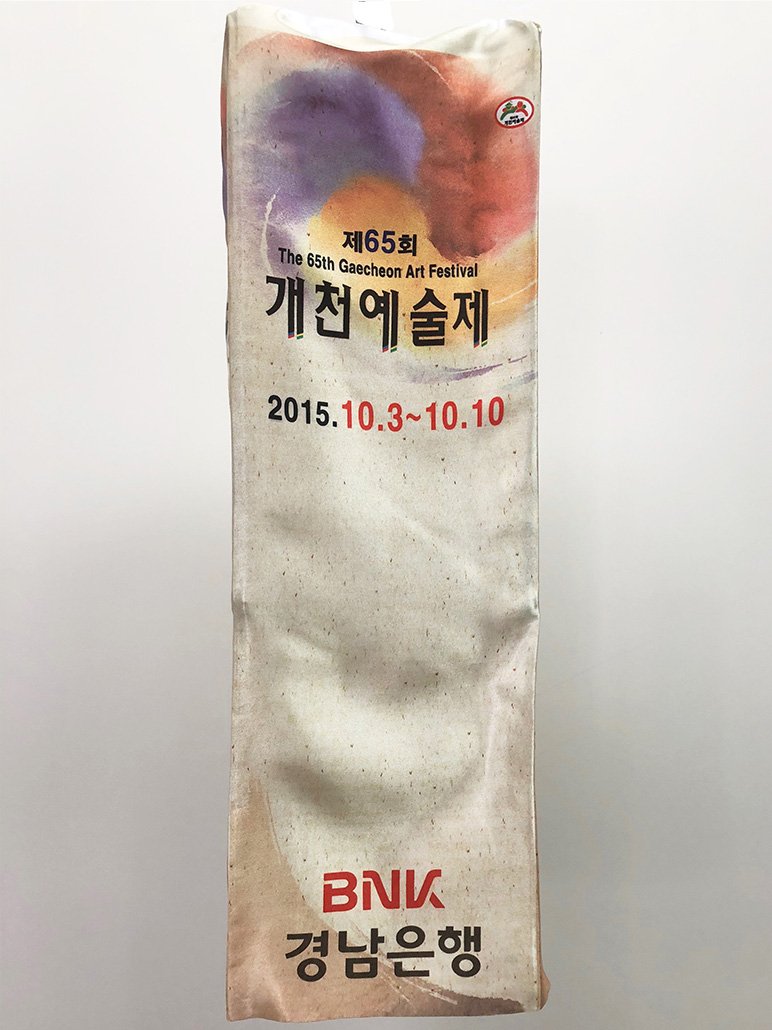 제65회
The 65th Gaecheon Art Festival
개천예술제
2015.10.3~10.10
BNK
경남은행